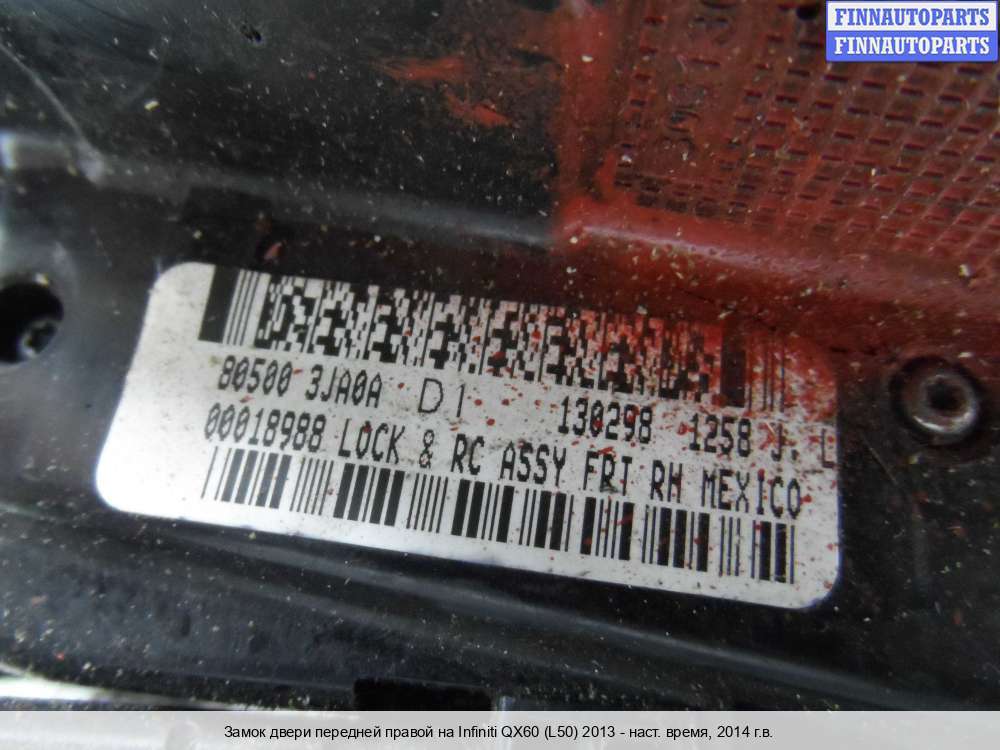 FINNAUTOPARTS
FINNAUTOPARTS
80500 3JA0A D1 130298 1258 J. L
00018988 LOCK & RC ASSY FRT RH MEXICO
Замок двери передней правой на Infiniti QX60 (L50) 2013 - наст. время, 2014 г.в.